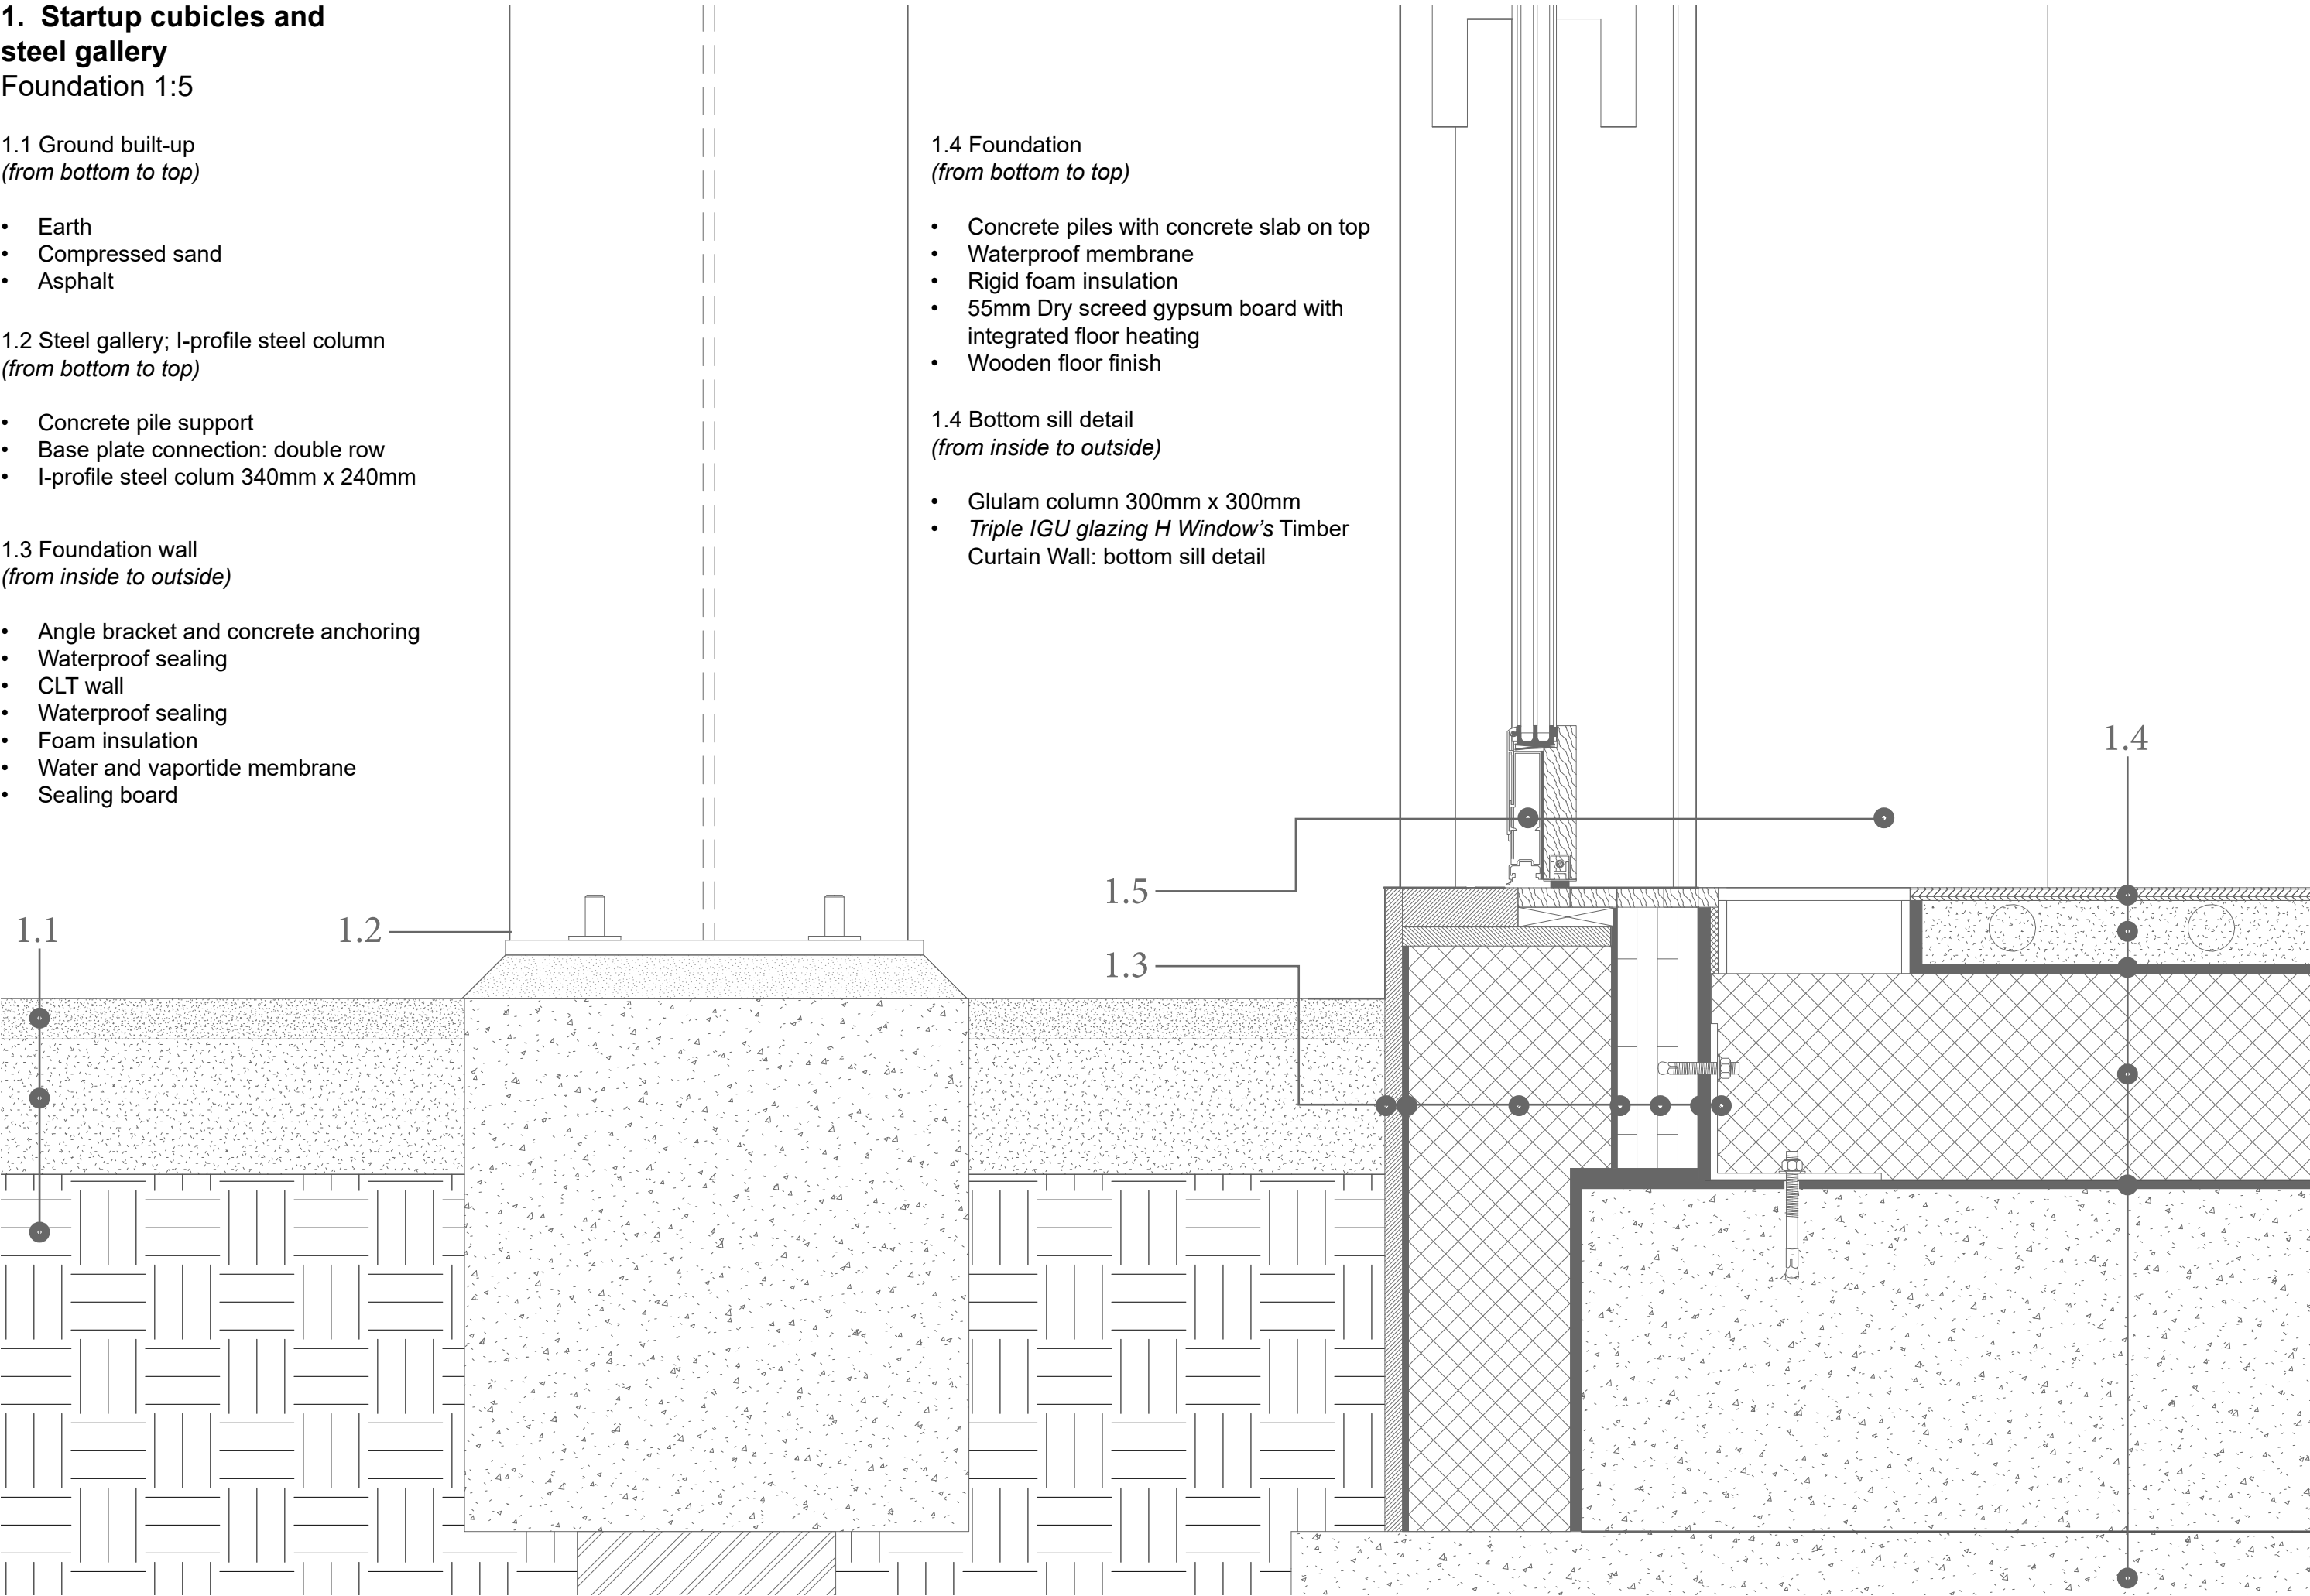 1. Startup cubicles and
steel gallery
Foundation 1:5
1.1 Ground built-up
(from bottom to top)
• Earth
• Compressed sand
• Asphalt
1.2 Steel gallery; I-profile steel column
(from bottom to top)
• Concrete pile support
• Base plate connection: double row
• I-profile steel colum 340mm x 240mm
1.3 Foundation wall
(from inside to outside)
• Angle bracket and concrete anchoring
• Waterproof sealing
• CLT wall
• Waterproof sealing
• Foam insulation
• Water and vaportide membrane
• Sealing board
1.4 Foundation
(from bottom to top)
• Concrete piles with concrete slab on top
• Waterproof membrane
• Rigid foam insulation
• 55mm Dry screed gypsum board with
integrated floor heating
• Wooden floor finish
1.4 Bottom sill detail
(from inside to outside)
• Glulam column 300mm x 300mm
• Triple IGU glazing H Window’s Timber
Curtain Wall: bottom sill detail
1.1
1.2
1.5
1.3
1.4